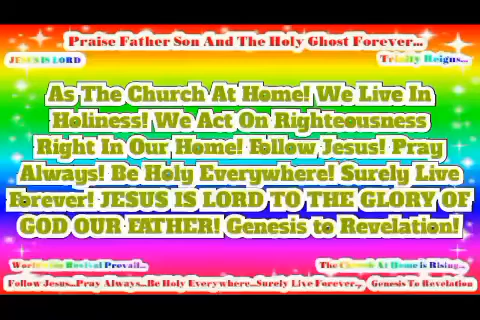 Praise Father Son And The Holy Ghost Forever...
JESUS IS LORD
Trinity Reigns...
As The Church At Home! We Live In
Holiness! We Act On Righteousness
Right In Our Home! Follow Jesus! Pray
Always! Be Holy Everywhere! Surely Live
Forever! JESUS IS LORD TO THE GLORY OF
GOD OUR FATHER! Genesis to Revelation!
Worldwide Revival Prevail...
The Church At Home is Rising...
Follow Jesus...Pray Always...Be Holy Everywhere...Surely Live Forever...
Genesis To Revelation